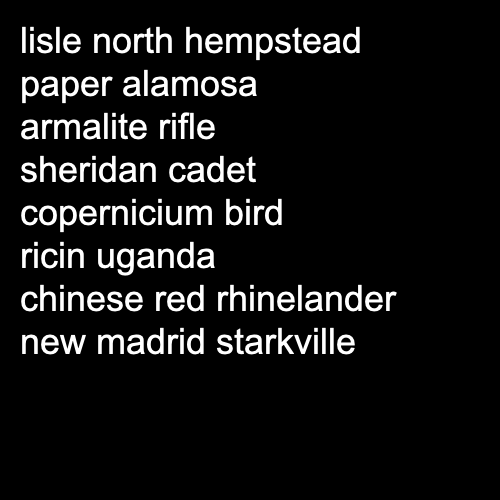 lisle north hempstead
paper alamosa
armalite rifle
sheridan cadet
copernicium bird
ricin uganda
chinese red rhinelander
new madrid starkville